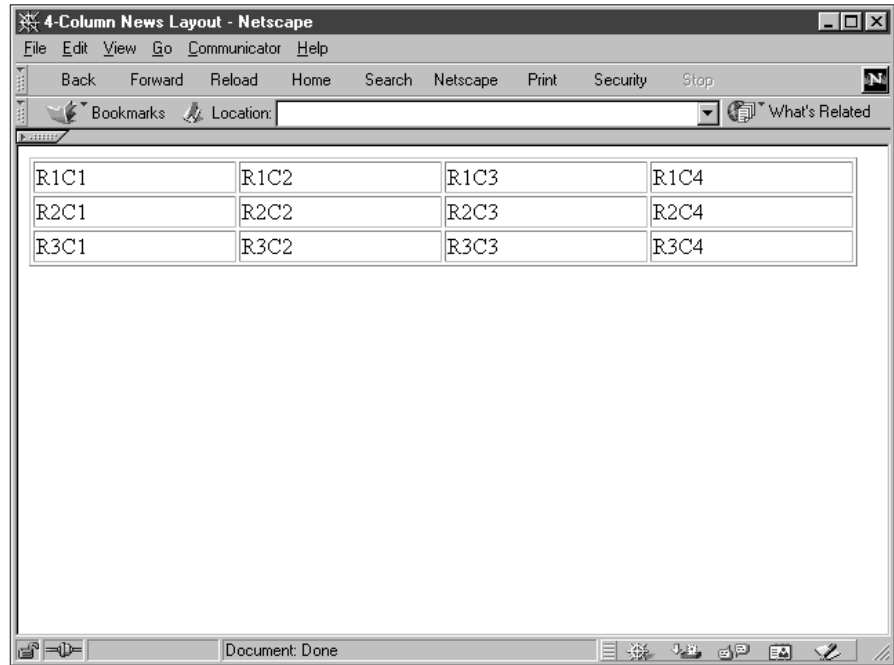 4-Column News Layout - Netscape
File Edit View Go Communicator Help
Back Forward Reload Home Search Netscape Print Security Stop N
Bookmarks Location: What's Related
R1C1 R1C2 R1C3 R1C4
R2C1 R2C2 R2C3 R2C4
R3C1 R3C2 R3C3 R3C4
Document: Done